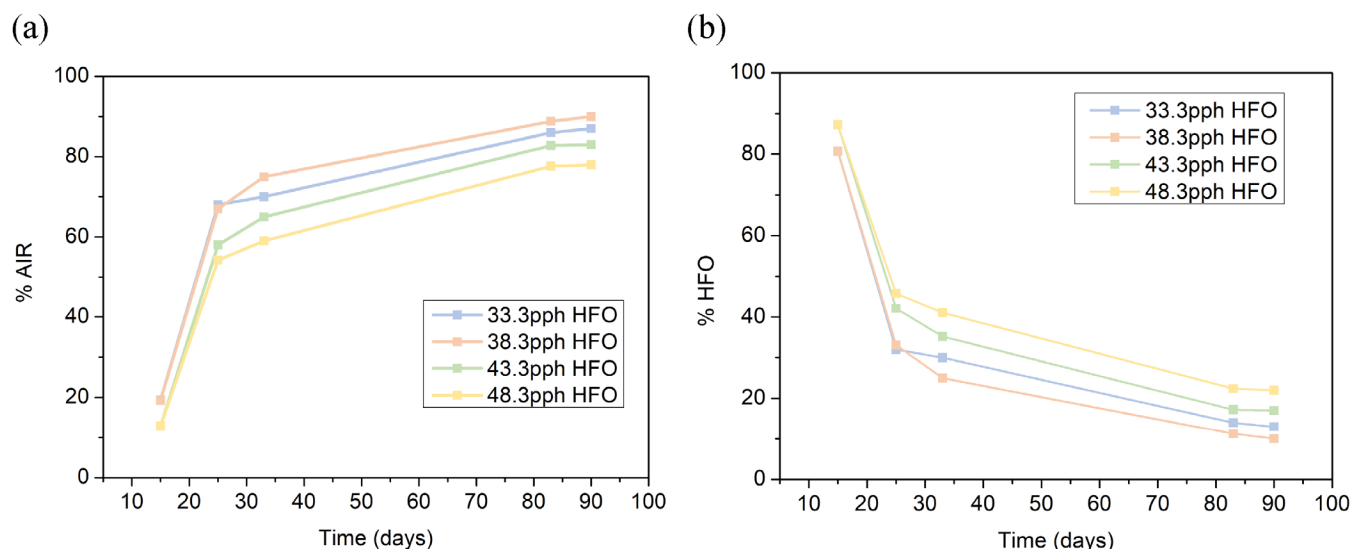 (a)
100
80
60
40
20
0
% AIR
33.3pph HFO
38.3pph HFO
43.3pph HFO
48.3pph HFO
10 20 30 40 50 60 70 80 90 100
Time (days)
(b)
100
80
60
40
20
0
% HFO
33.3pph HFO
38.3pph HFO
43.3pph HFO
48.3pph HFO
10 20 30 40 50 60 70 80 90 100
Time (days)